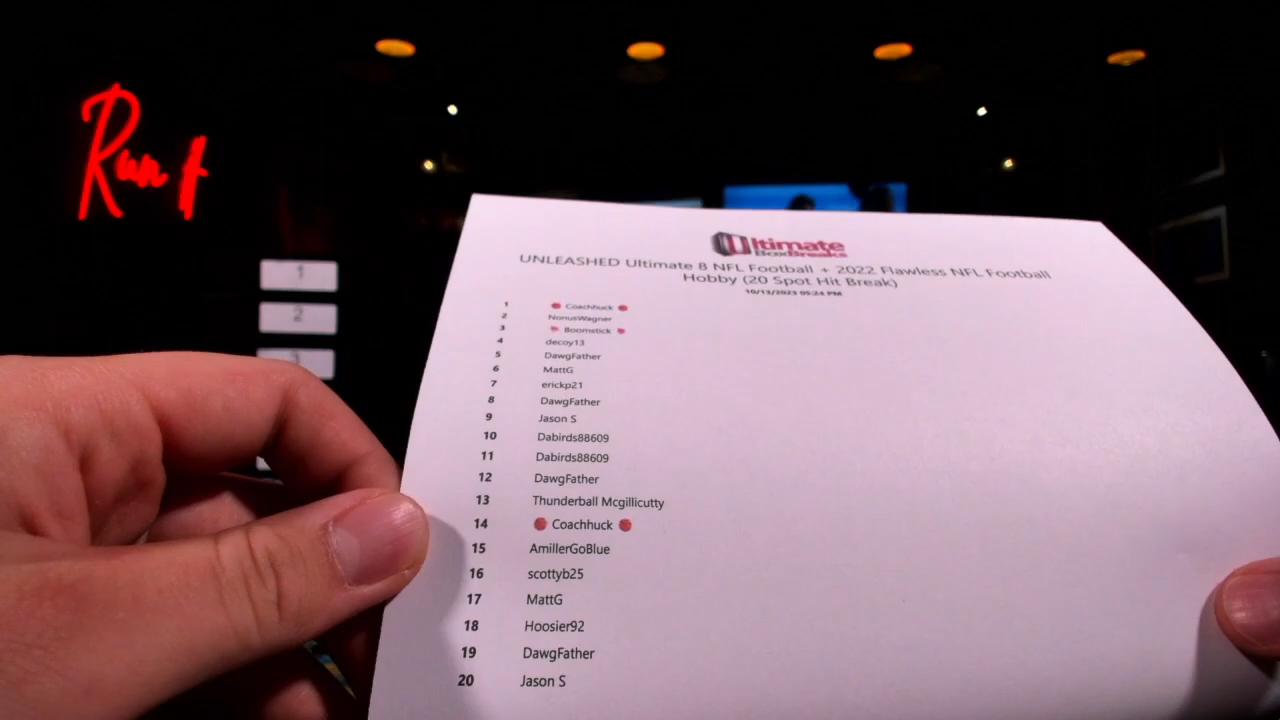 Run it
1
2
3
Ultimate
BoxBreaks
UNLEASHED Ultimate 8 NFL Football + 2022 Flawless NFL Football
Hobby (20 Spot Hit Break)
10/13/2023 05:24 PM
1 Coachhuck
2 NonusWagner
3 Boomstick
4 decoy13
5 DawgFather
6 MattG
7 erickp21
8 DawgFather
9 Jason S
10 Dabirds88609
11 Dabirds88609
12 DawgFather
13 Thunderball Mcgillicutty
14 Coachhuck
15 AmillerGoBlue
16 scottyb25
17 MattG
18 Hoosier92
19 DawgFather
20 Jason S